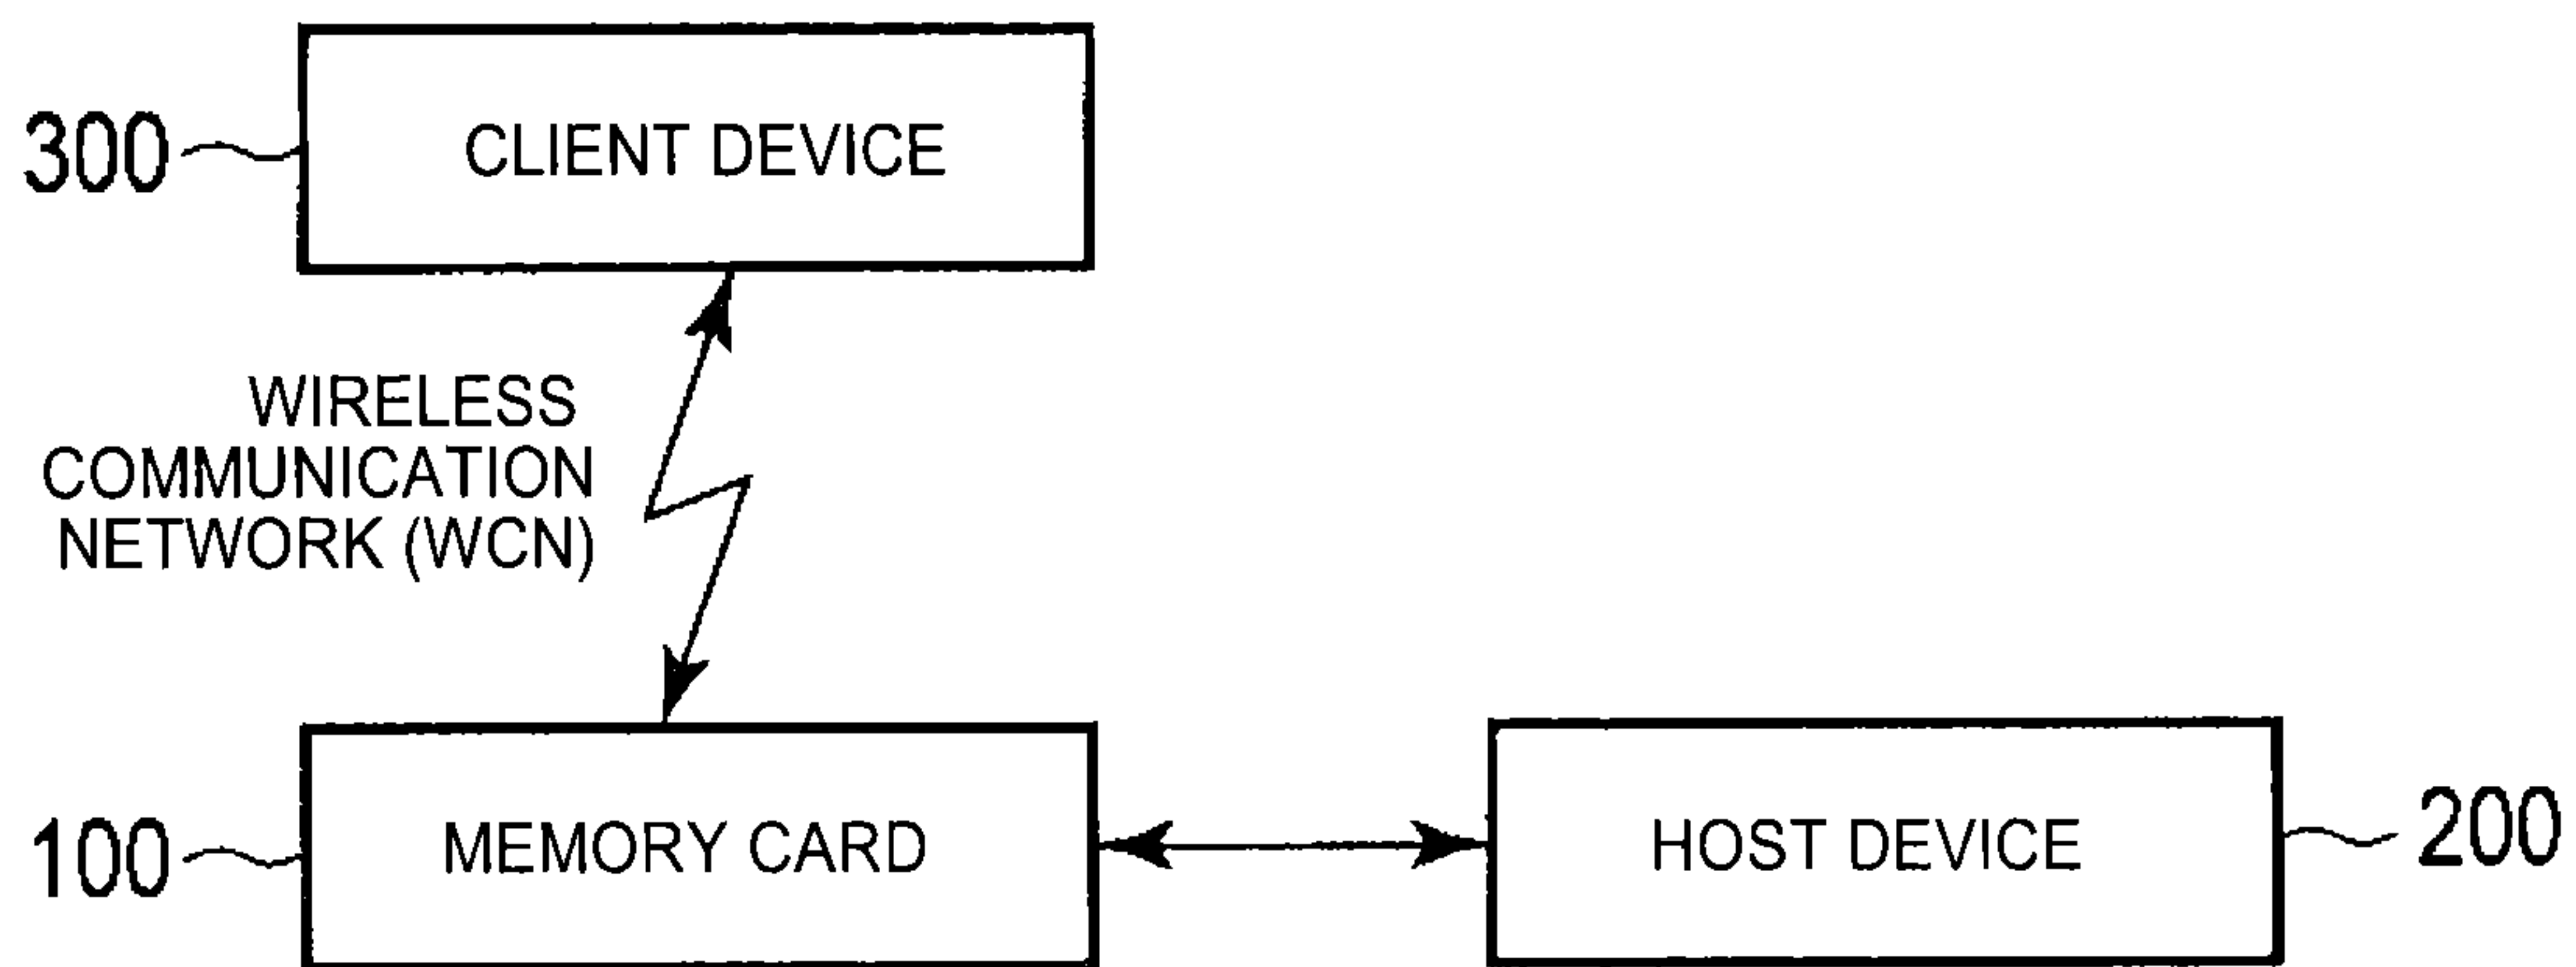 300
CLIENT DEVICE
WIRELESS
COMMUNICATION
NETWORK (WCN)
100
MEMORY CARD
HOST DEVICE
200